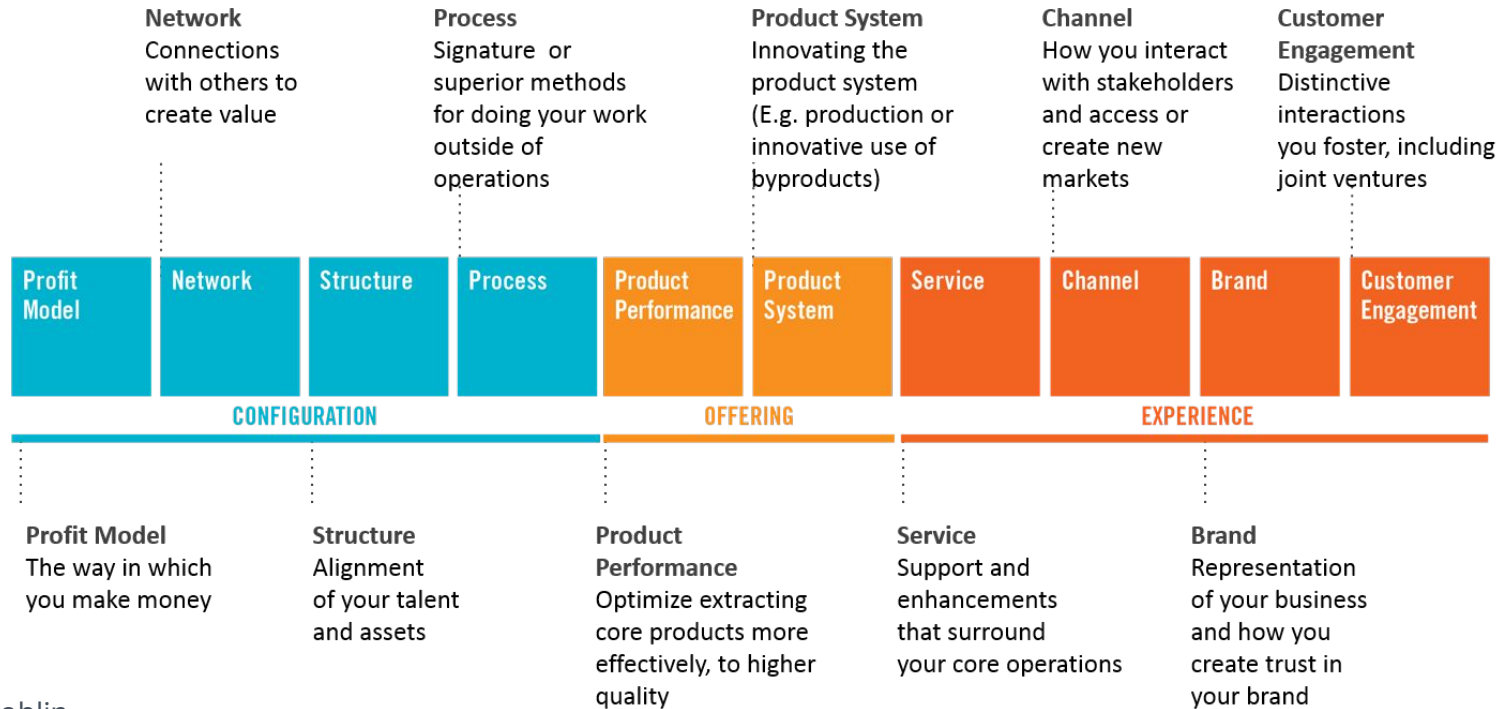 Network
Connections
with others to
create value
Process
Signature or
superior methods
for doing your work
outside of
operations
Product System
Innovating the
product system
(E.g. production or
innovative use of
byproducts)
Channel
How you interact
with stakeholders
and access or
create new
markets
Customer
Engagement
Distinctive
interactions
you foster, including
joint ventures
Profit
Model
Network
Structure
Process
Product
Performance
Product
System
Service
Channel
Brand
Customer
Engagement
CONFIGURATION
OFFERING
EXPERIENCE
Profit Model
The way in which
you make money
Structure
Alignment
of your talent
and assets
Product
Performance
Optimize extracting
core products more
effectively, to higher
quality
Service
Support and
enhancements
that surround
your core operations
Brand
Representation
of your business
and how you
create trust in
your brand